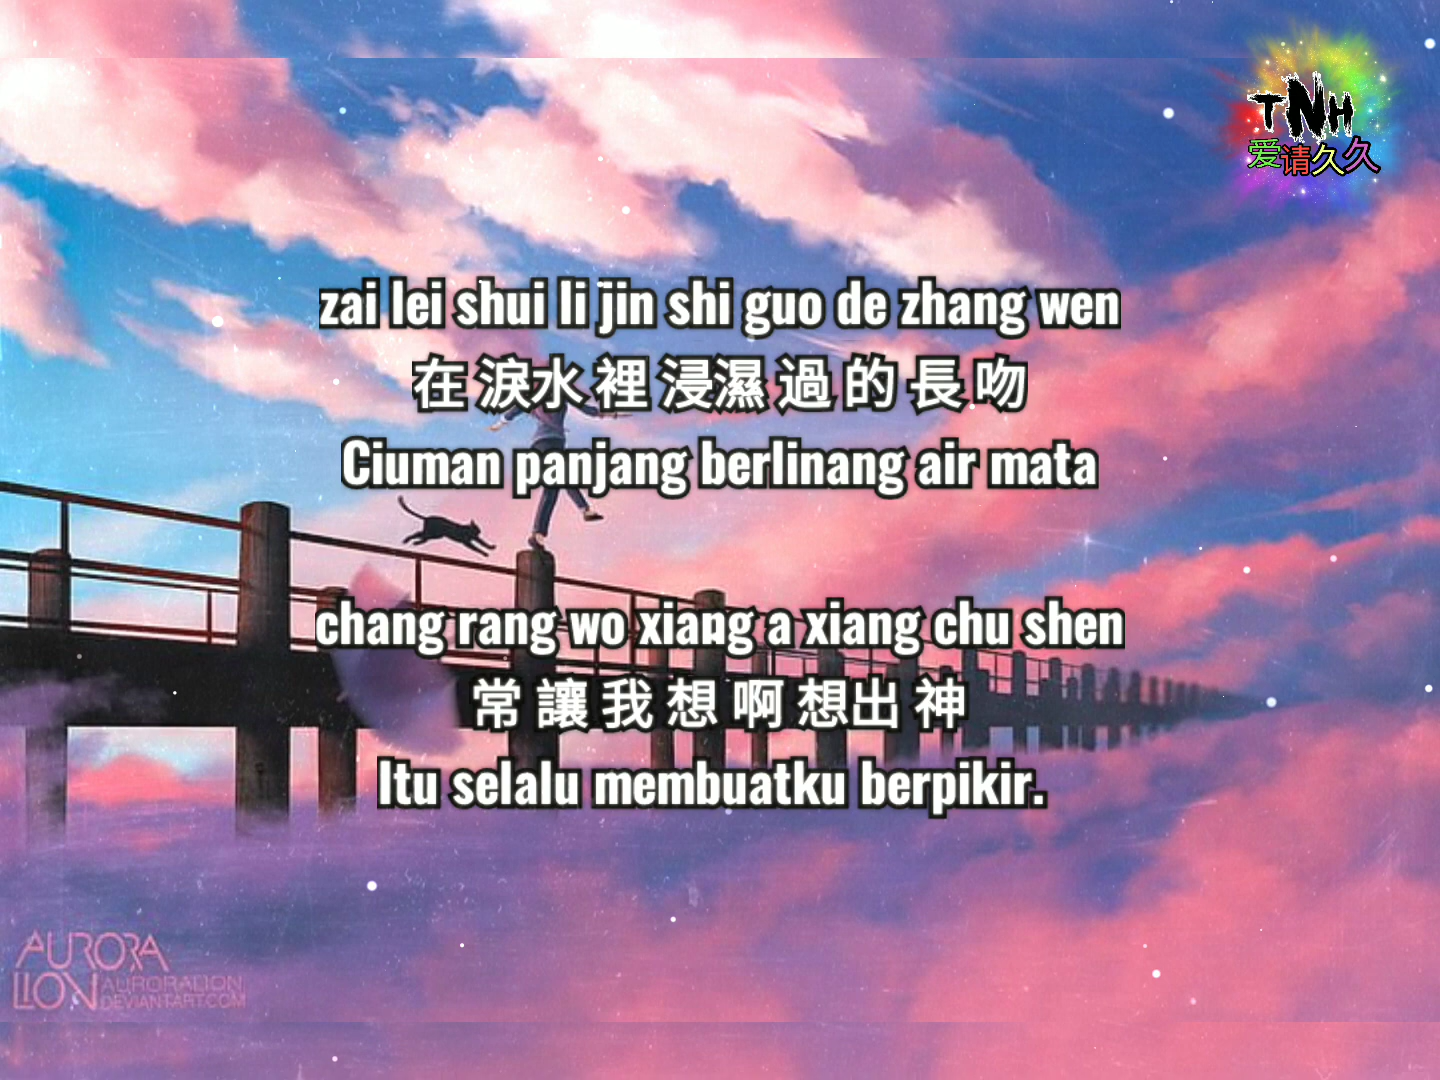 TNH
爱请久久
zai lei shui li jin shi guo de zhang wen
在 淚水 裡 浸濕 過 的 長 吻
Ciuman panjang berlinang air mata
chang rang wo xiang a xiang chu shen
常 讓 我 想 啊 想出 神
Itu selalu membuatku berpikir.
AURORA
LION AURORALION
DEVIANTART.COM